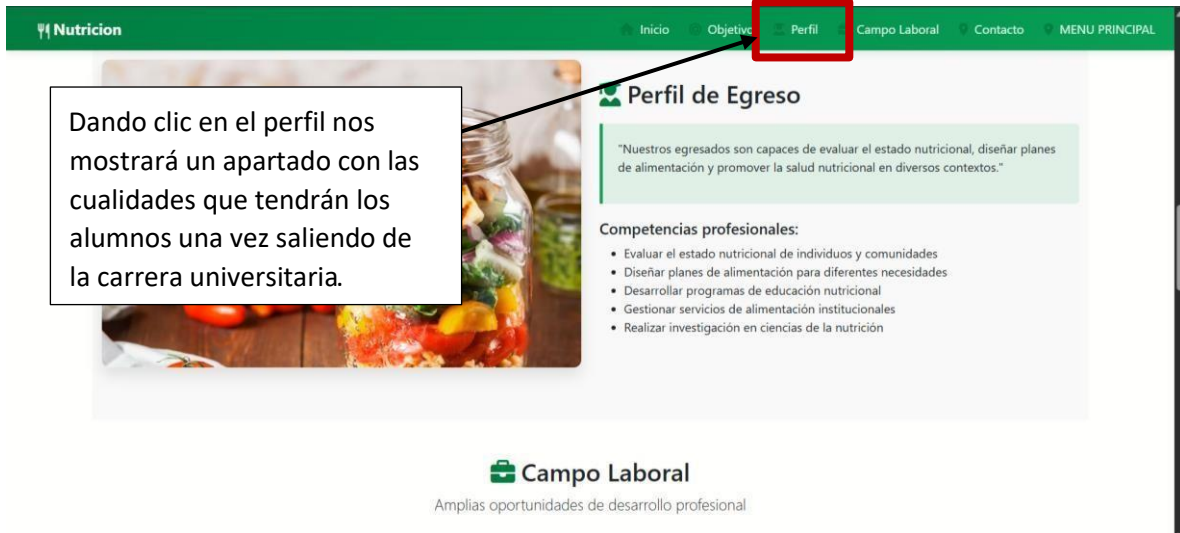 Nutricion
Inicio
Objetivo
Perfil
Campo Laboral
Contacto
MENU PRINCIPAL
Dando clic en el perfil nos
mostrará un apartado con las
cualidades que tendrán los
alumnos una vez saliendo de
la carrera universitaria.
Perfil de Egreso
"Nuestros egresados son capaces de evaluar el estado nutricional, diseñar planes
de alimentación y promover la salud nutricional en diversos contextos."
Competencias profesionales:
• Evaluar el estado nutricional de individuos y comunidades
• Diseñar planes de alimentación para diferentes necesidades
• Desarrollar programas de educación nutricional
• Gestionar servicios de alimentación institucionales
• Realizar investigación en ciencias de la nutrición
Campo Laboral
Amplias oportunidades de desarrollo profesional